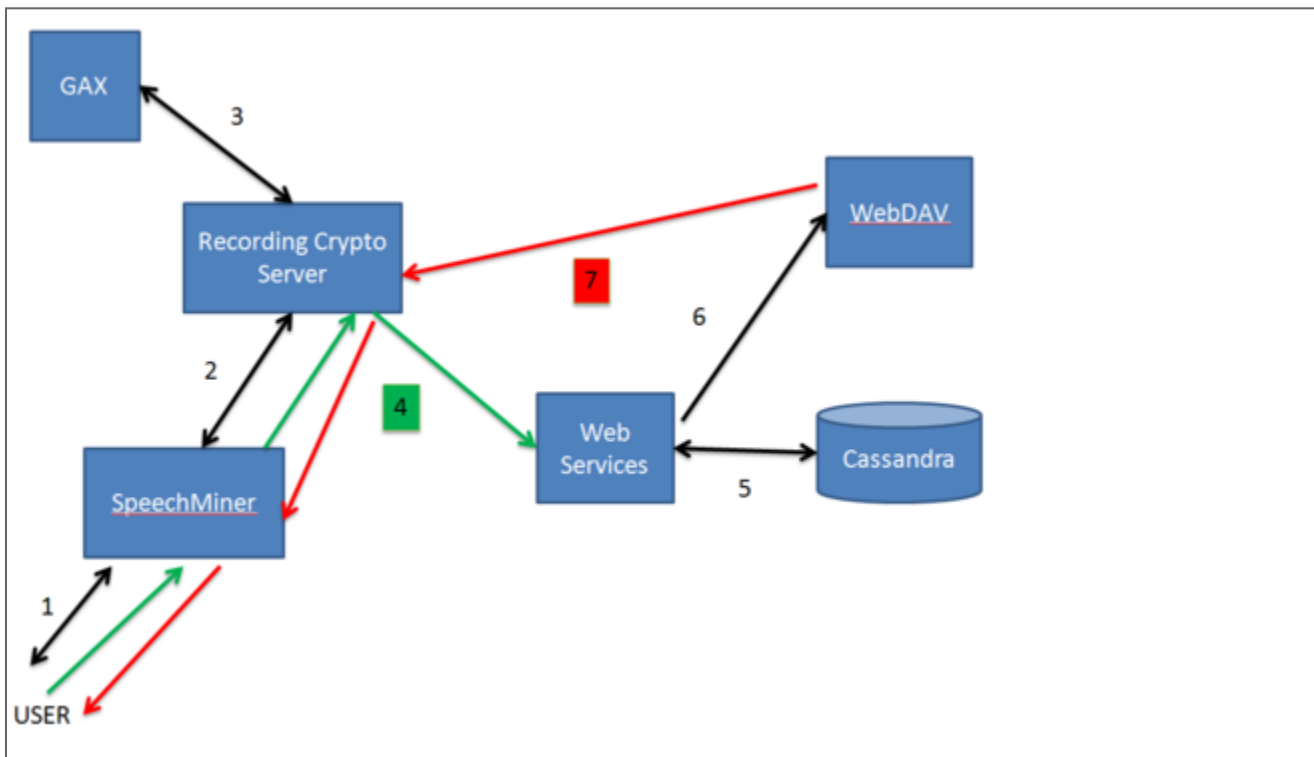 GAX
3
Recording Crypto
Server
WebDAV
7
6
2
4
Web
Services
Cassandra
5
SpeechMiner
1
USER